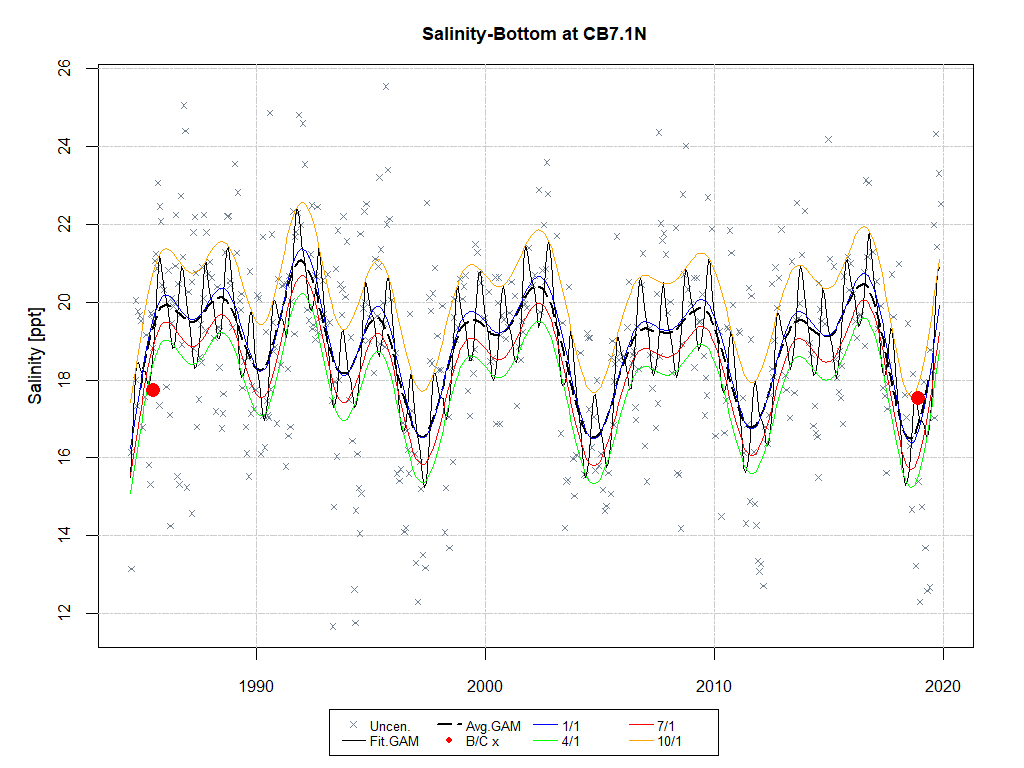 Salinity-Bottom at CB7.1N
Salinity [ppt]
26
24
22
20
18
16
14
12
1990 2000 2010 2020
Uncen. Avg.GAM 1/1 7/1
Fit.GAM B/C x 4/1 10/1